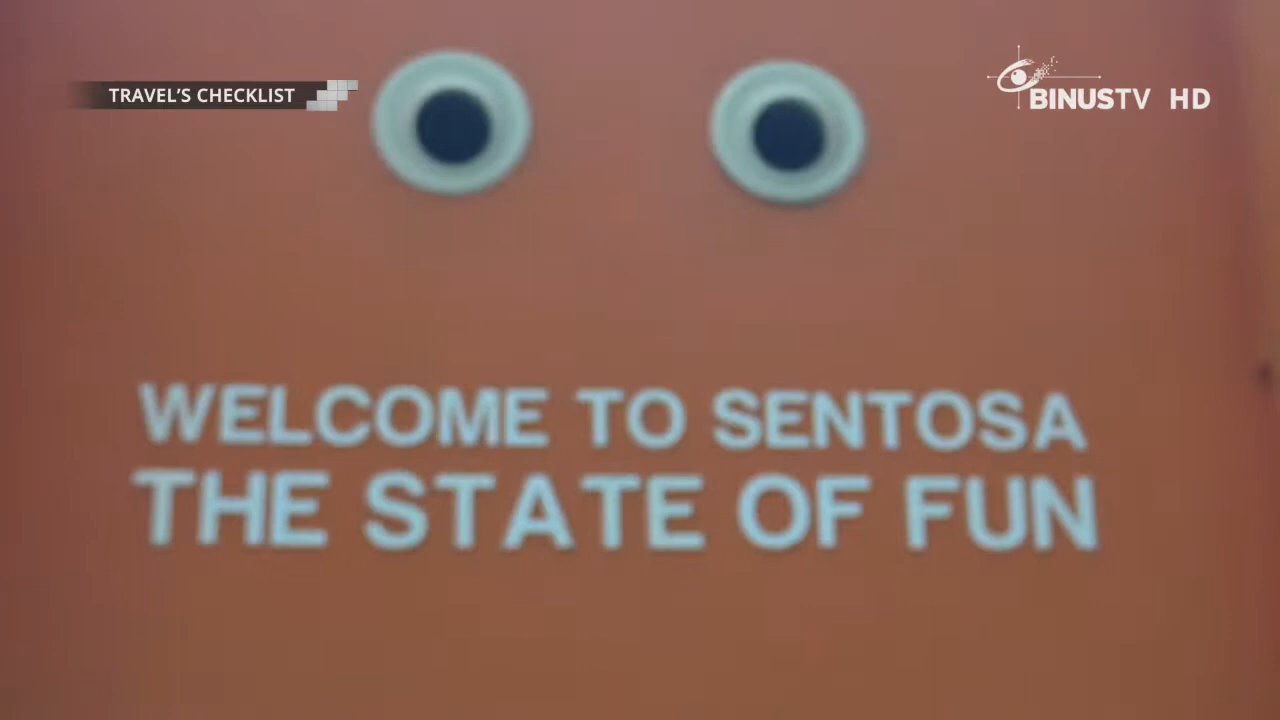 TRAVEL'S CHECKLIST
BINUSTV HD
WELCOME TO SENTOSA
THE STATE OF FUN